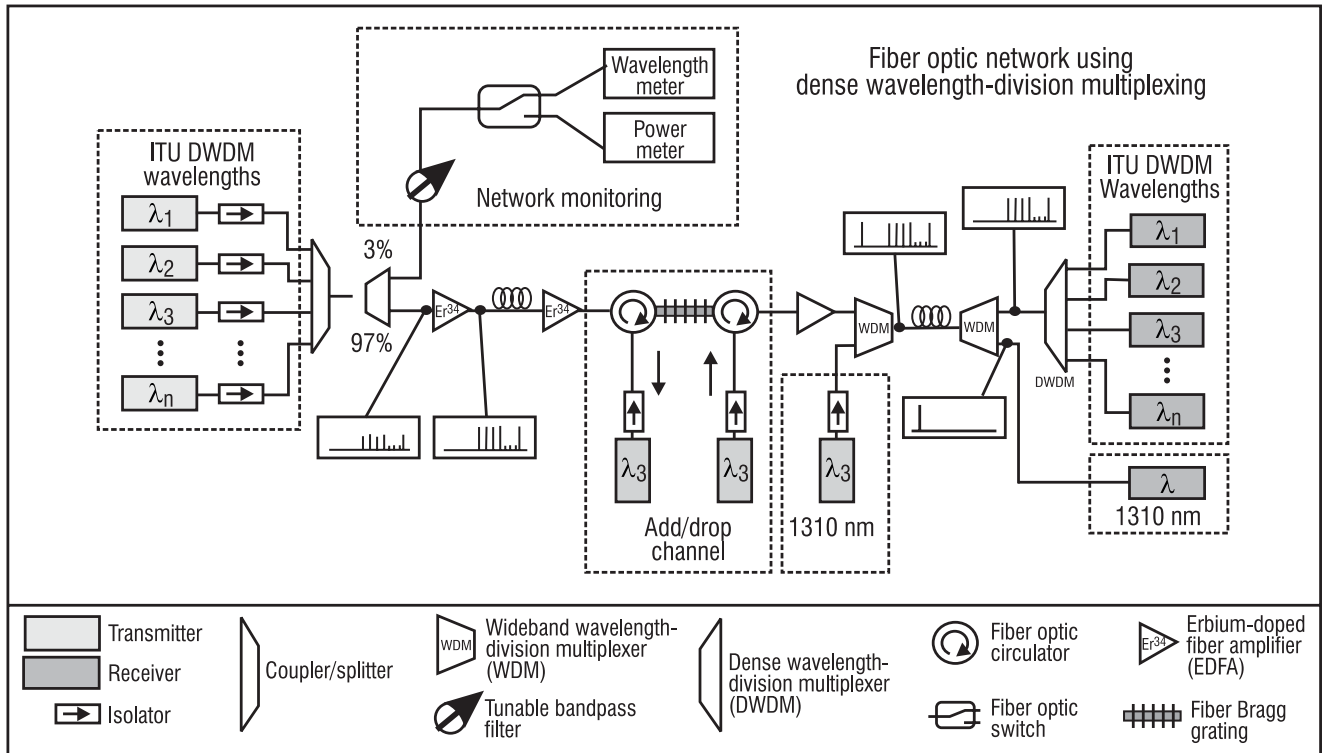 Fiber optic network using
dense wavelength-division multiplexing
Wavelength
meter
Power
meter
Network monitoring
ITU DWDM
wavelengths
λ1
λ2
λ3
λn
3%
97%
Er34
Er34
WDM
WDM
DWDM
ITU DWDM
Wavelengths
λ1
λ2
λ3
λn
λ3
λ3
Add/drop
channel
λ3
1310 nm
λ
1310 nm
Transmitter
Receiver
Isolator
Coupler/splitter
WDM
Wideband wavelength-
division multiplexer
(WDM)
Tunable bandpass
filter
Dense wavelength-
division multiplexer
(DWDM)
Fiber optic
circulator
Fiber optic
switch
Er34
Erbium-doped
fiber amplifier
(EDFA)
Fiber Bragg
grating